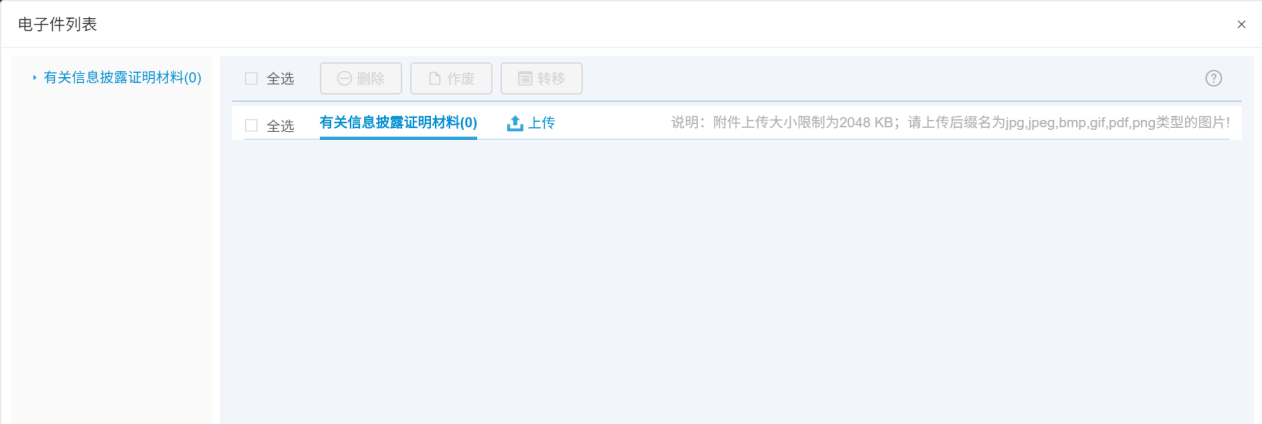 电子件列表 ×
有关信息披露证明材料(0)
全选 删除 作废 转移 ?
全选 有关信息披露证明材料(0) 上传 说明：附件上传大小限制为2048 KB；请上传后缀名为jpg,jpeg,bmp,gif,pdf,png类型的图片!